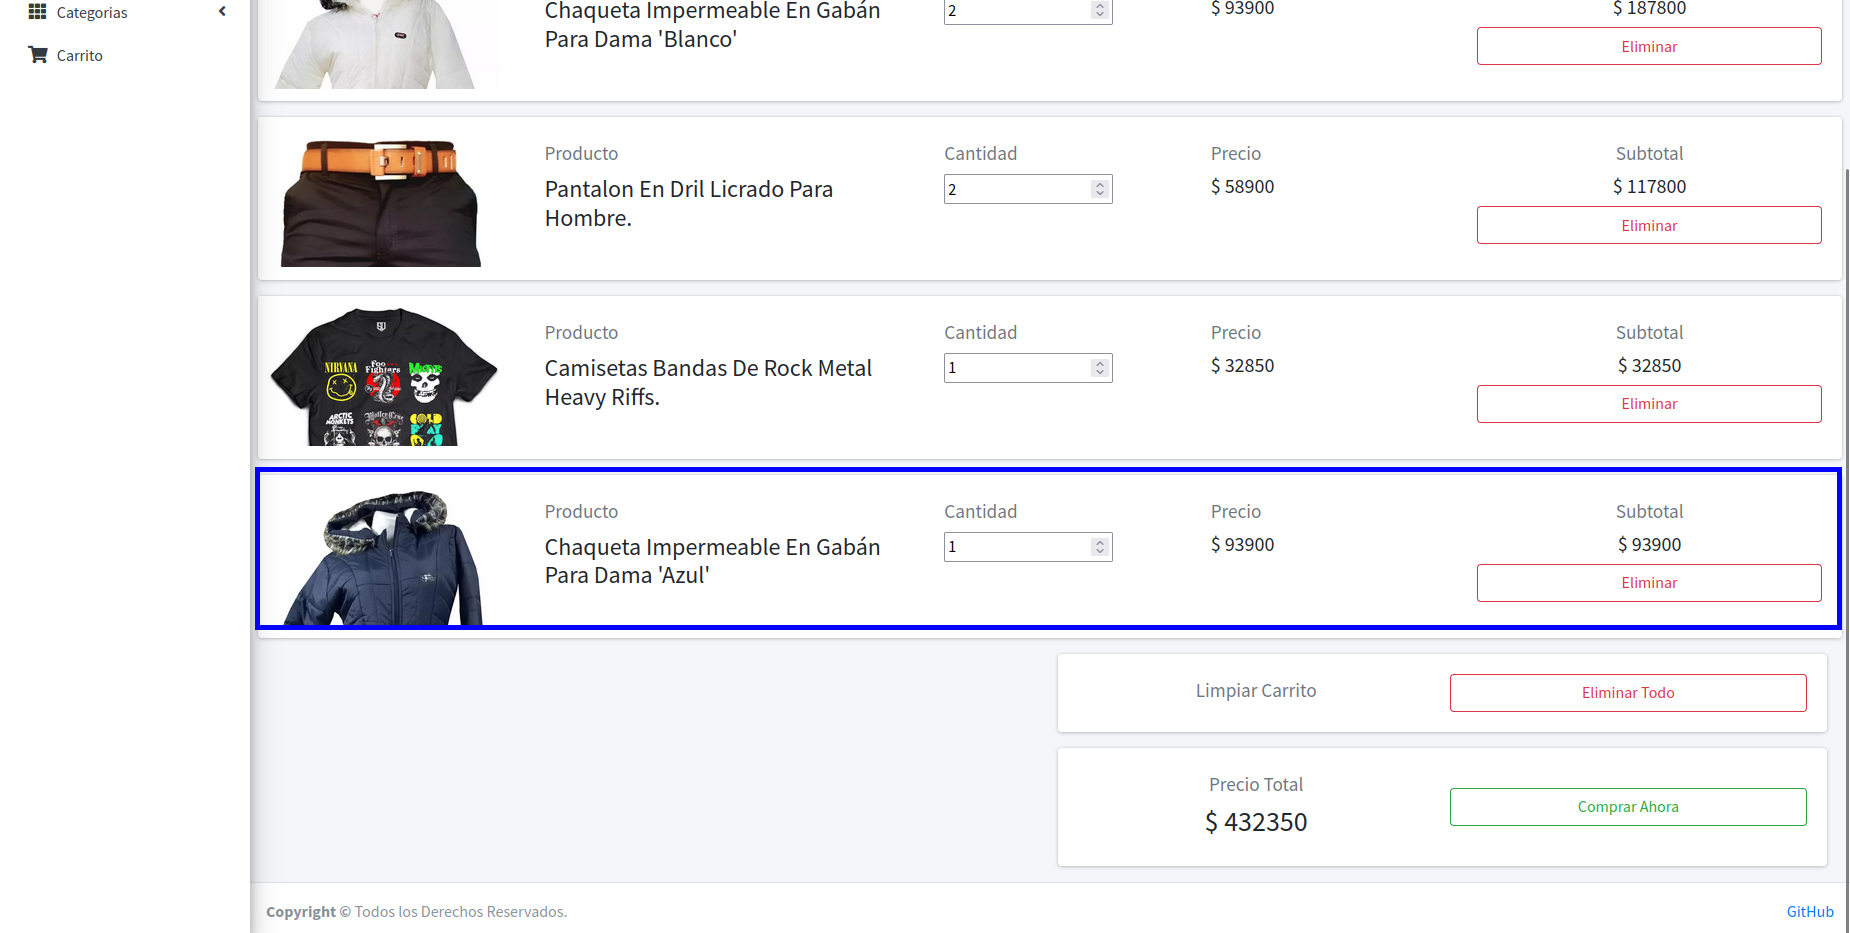 Categorias
Carrito
Chaqueta Impermeable En Gabán
Para Dama 'Blanco'
2
$ 93900
$ 187800
Eliminar
Producto
Cantidad
Precio
Subtotal
Pantalon En Dril Licrado Para
Hombre.
2
$ 58900
$ 117800
Eliminar
NIRVANA
Foo
Fighters
Misfits
ARCTIC
MONKEYS
Mötley Crüe
COLD
PLAY
Producto
Cantidad
Precio
Subtotal
Camisetas Bandas De Rock Metal
Heavy Riffs.
1
$ 32850
$ 32850
Eliminar
Producto
Cantidad
Precio
Subtotal
Chaqueta Impermeable En Gabán
Para Dama 'Azul'
1
$ 93900
$ 93900
Eliminar
Limpiar Carrito
Eliminar Todo
Precio Total
$ 432350
Comprar Ahora
Copyright © Todos los Derechos Reservados.
GitHub